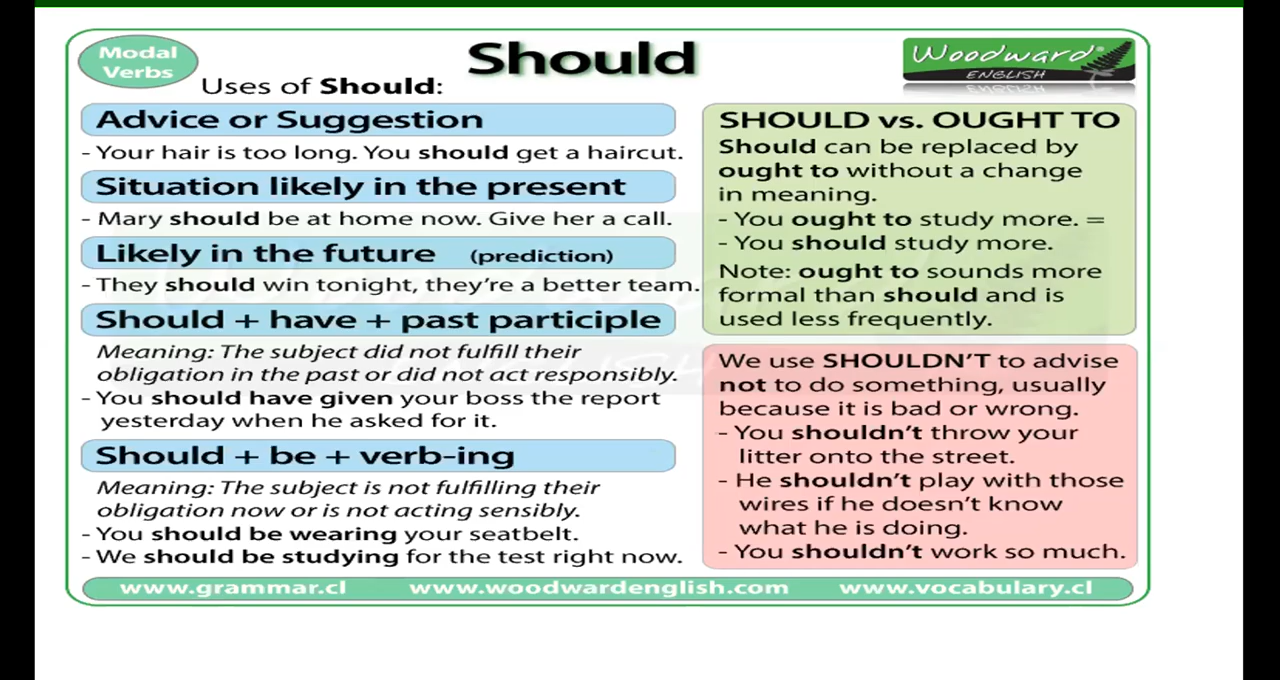 Modal
Verbs
Should
Woodward®
ENGLISH
Uses of Should:
Advice or Suggestion
- Your hair is too long. You should get a haircut.
Situation likely in the present
- Mary should be at home now. Give her a call.
Likely in the future (prediction)
- They should win tonight, they're a better team.
Should + have + past participle
Meaning: The subject did not fulfill their
obligation in the past or did not act responsibly.
- You should have given your boss the report
yesterday when he asked for it.
Should + be + verb-ing
Meaning: The subject is not fulfilling their
obligation now or is not acting sensibly.
- You should be wearing your seatbelt.
- We should be studying for the test right now.
SHOULD vs. OUGHT TO
Should can be replaced by
ought to without a change
in meaning.
- You ought to study more. =
- You should study more.
Note: ought to sounds more
formal than should and is
used less frequently.
We use SHOULDN'T to advise
not to do something, usually
because it is bad or wrong.
- You shouldn't throw your
litter onto the street.
- He shouldn't play with those
wires if he doesn't know
what he is doing.
- You shouldn't work so much.
www.grammar.cl www.woodwardenglish.com www.vocabulary.cl